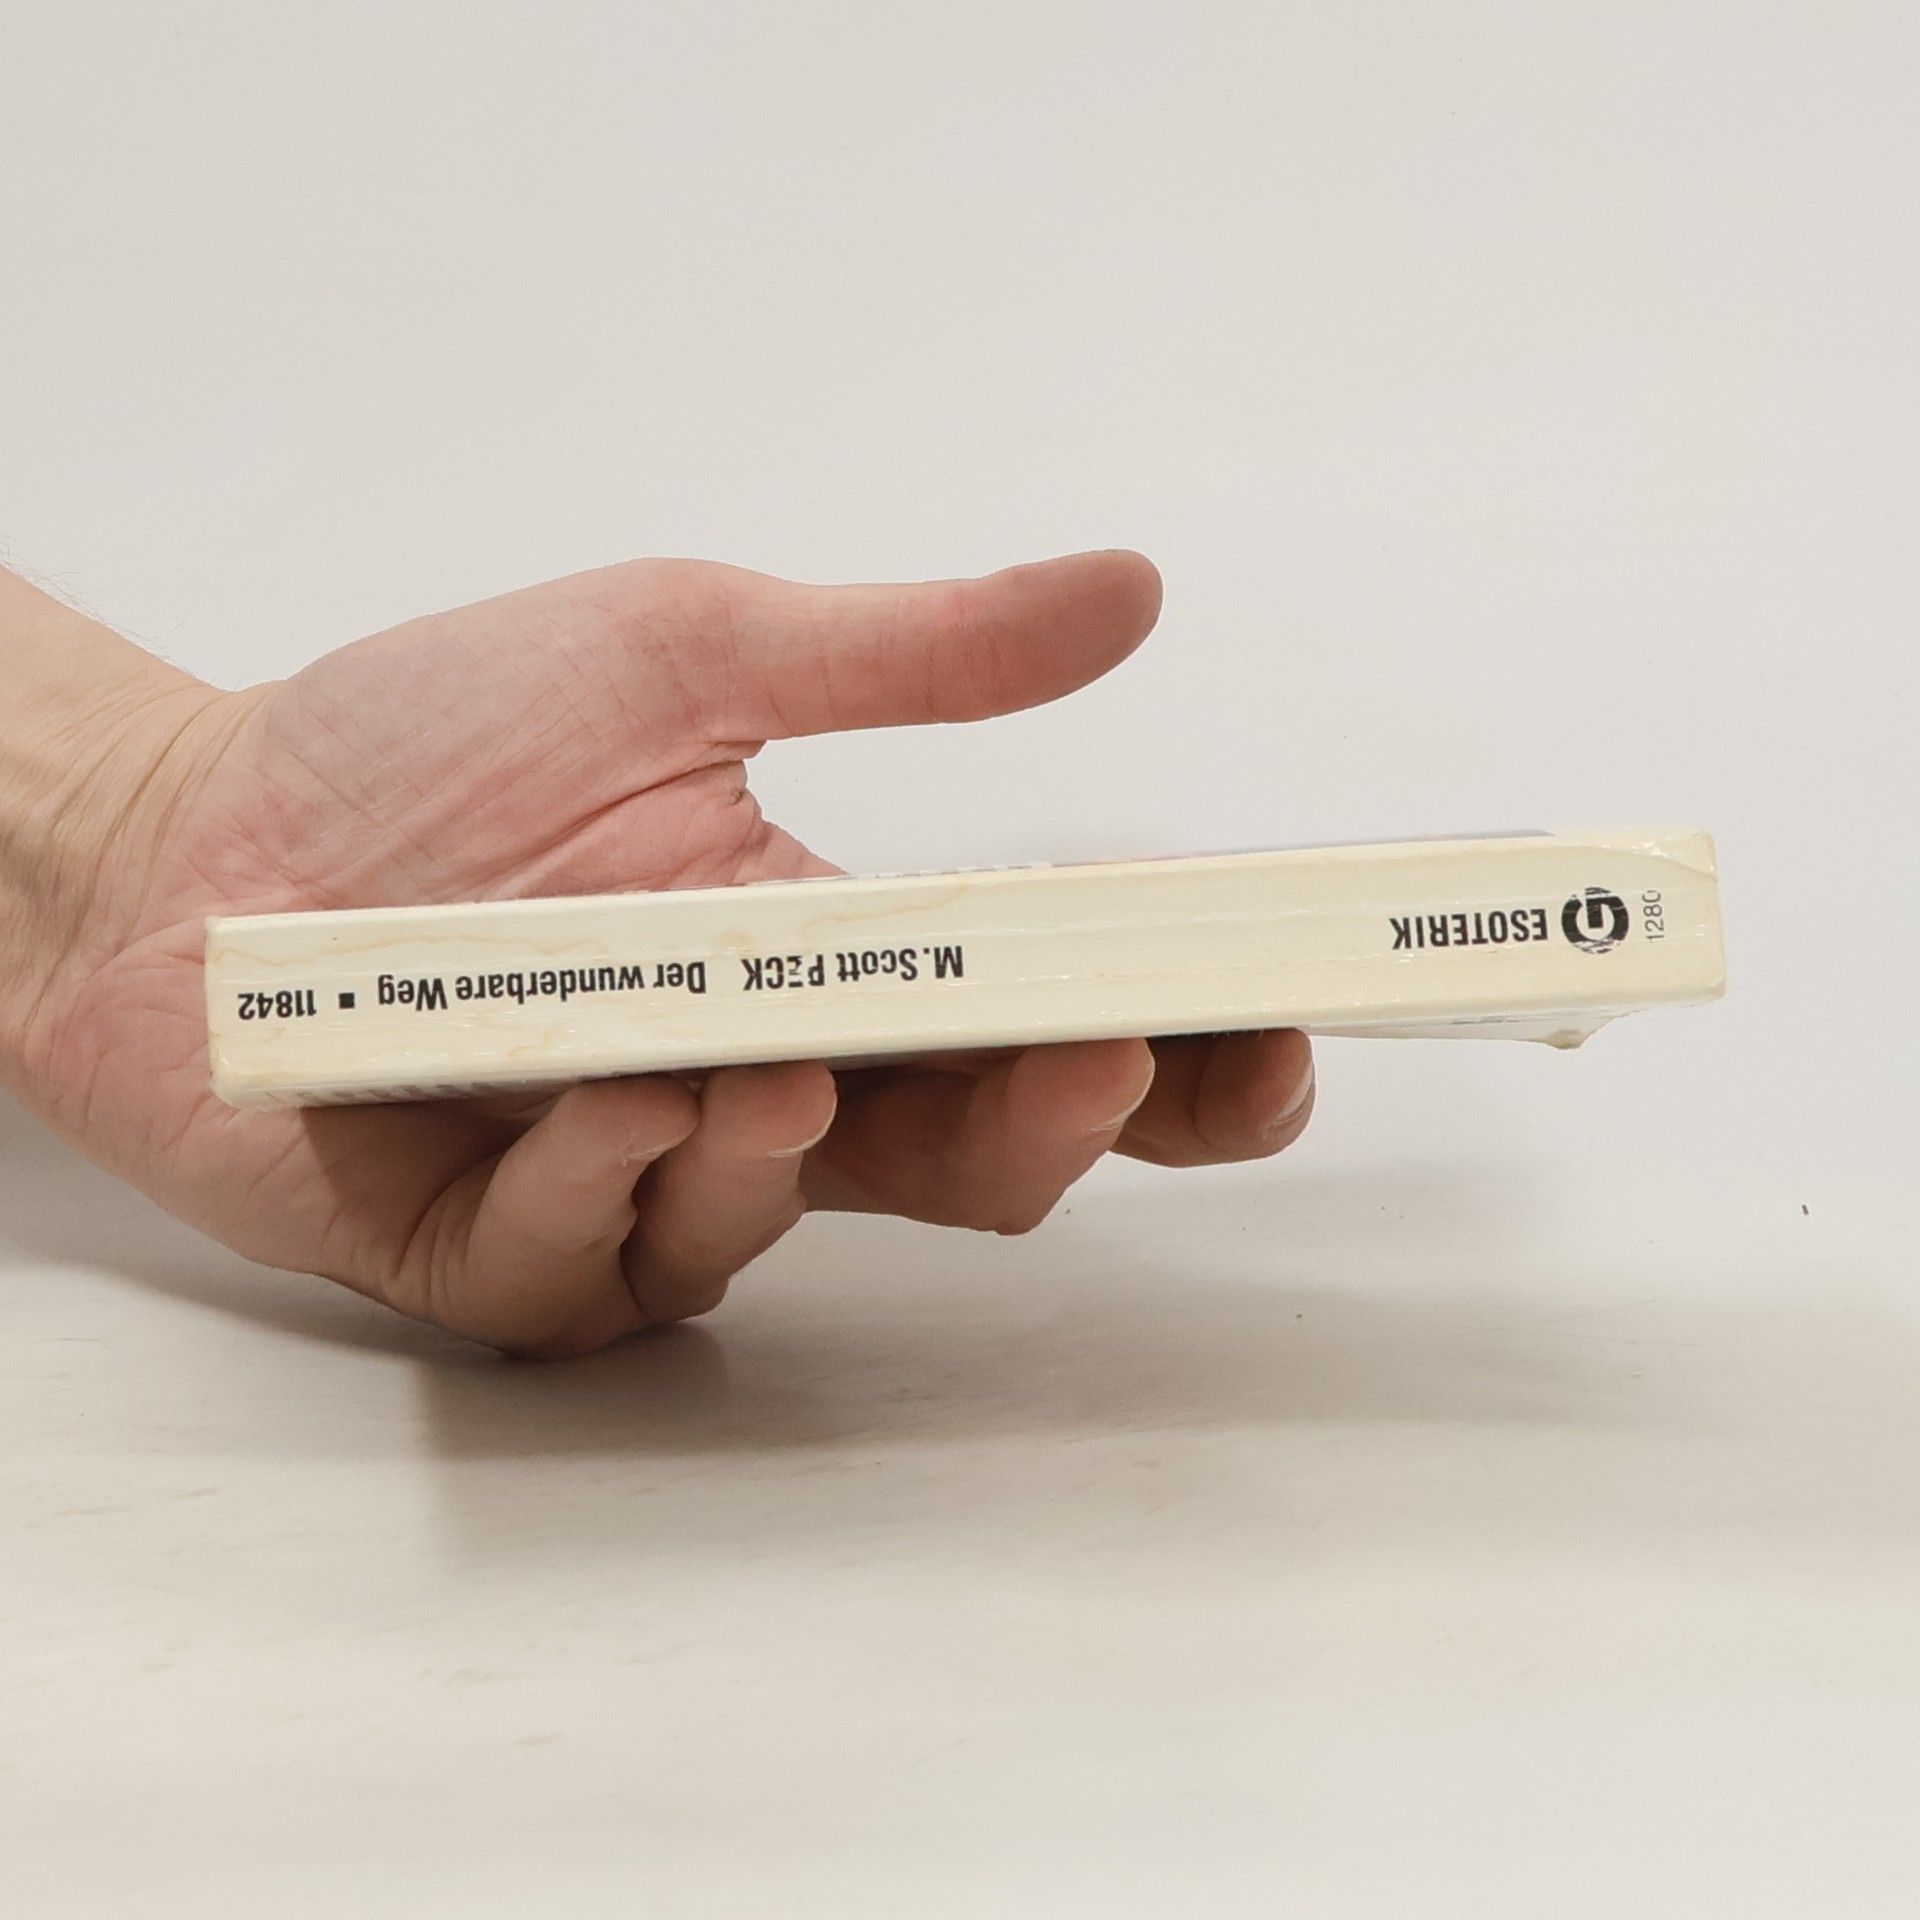 M. Scott PECK Der wunderbare Weg ▪ 11842
ESOTERIK
G
1280